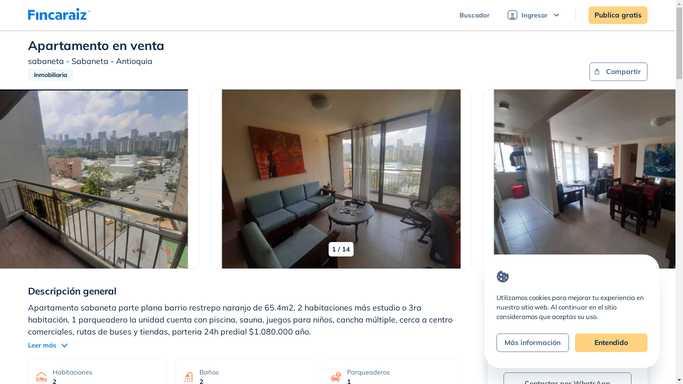 Fincaraiz
Buscador
Ingresar
Publica gratis
Apartamento en venta
sabaneta - Sabaneta - Antioquia
Inmobiliaria
Compartir
1 / 14
Descripción general
Apartamento sabaneta parte plana barrio restrepo naranjo de 65.4m2, 2 habitaciones más estudio o 3ra
habitación, 1 parqueadero la unidad cuenta con piscina, sauna, juegos para niños, cancha múltiple, cerca a centro
comerciales, rutas de buses y tiendas, porteria 24h predial $1.080.000 año.
Leer más
Habitaciones
2
Baños
2
Parqueaderos
1
Utilizamos cookies para mejorar tu experiencia en
nuestro sitio web. Al continuar en el sitio
consideramos que aceptas su uso.
Más información
Entendido
Contactar por WhatsApp